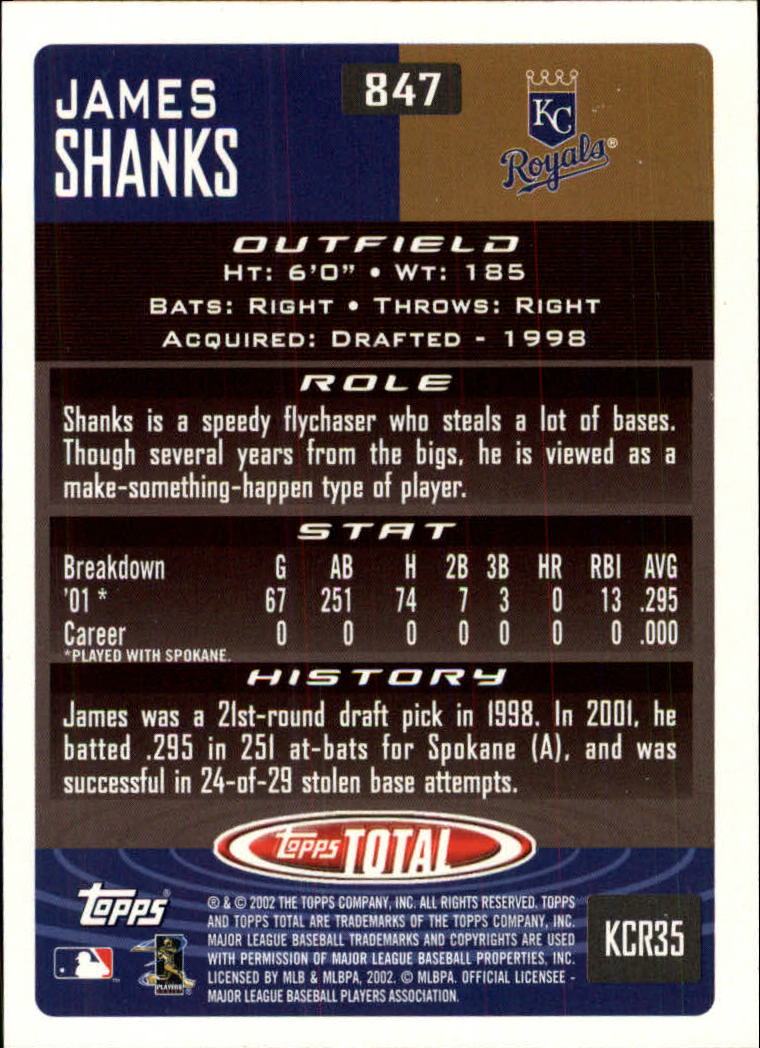 JAMES
SHANKS
847
KC
Royals®
OUTFIELD
HT: 6'0" • WT: 185
BATS: RIGHT • THROWS: RIGHT
ACQUIRED: DRAFTED - 1998
ROLE
Shanks is a speedy flychaser who steals a lot of bases.
Though several years from the bigs, he is viewed as a
make-something-happen type of player.
STAT
Breakdown G AB H 2B 3B HR RBI AVG
'01 * 67 251 74 7 3 0 13 .295
Career 0 0 0 0 0 0 0 .000
*PLAYED WITH SPOKANE.
HISTORY
James was a 21st-round draft pick in 1998. In 2001, he
batted .295 in 251 at-bats for Spokane (A), and was
successful in 24-of-29 stolen base attempts.
Topps TOTAL
Topps®
® & © 2002 THE TOPPS COMPANY, INC. ALL RIGHTS RESERVED. TOPPS
AND TOPPS TOTAL ARE TRADEMARKS OF THE TOPPS COMPANY, INC.
MAJOR LEAGUE BASEBALL TRADEMARKS AND COPYRIGHTS ARE USED
WITH PERMISSION OF MAJOR LEAGUE BASEBALL PROPERTIES, INC.
LICENSED BY MLB & MLBPA, 2002. © MLBPA. OFFICIAL LICENSEE -
MAJOR LEAGUE BASEBALL PLAYERS ASSOCIATION.
PLAYERS
KCR35